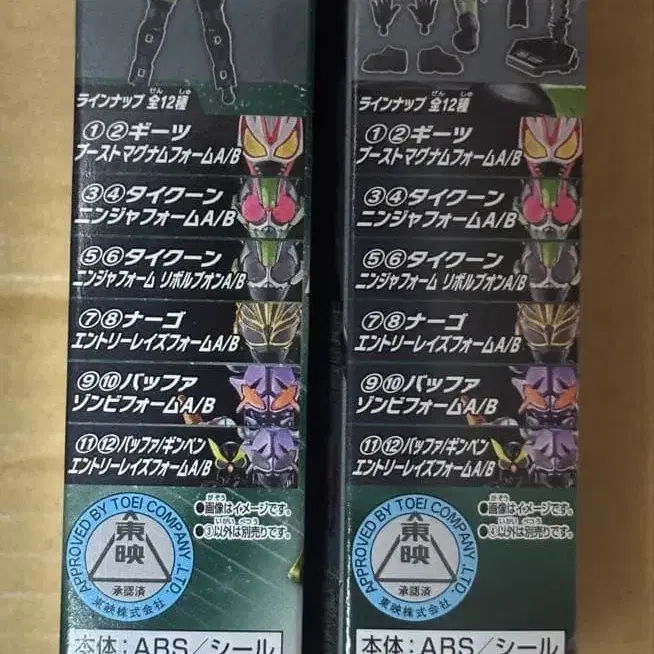 ラインナップ 全12種
①②ギーツ
ブーストマグナムフォームA/B
③④タイクーン
ニンジャフォームA/B
⑤⑥タイクーン
ニンジャフォーム リボルブオンA/B
⑦⑧ナーゴ
エントリーレイズフォームA/B
⑨⑩バッファ
ゾンビフォームA/B
⑪⑫バッファ/ギンペン
エントリーレイズフォームA/B
APPROVED BY TOEI COMPANY ,LTD.
東映
承認済
東映株式会社
●画像はイメージです。
●③以外は別売りです。
本体:ABS/シール
ラインナップ 全12種
①②ギーツ
ブーストマグナムフォームA/B
③④タイクーン
ニンジャフォームA/B
⑤⑥タイクーン
ニンジャフォーム リボルブオンA/B
⑦⑧ナーゴ
エントリーレイズフォームA/B
⑨⑩バッファ
ゾンビフォームA/B
⑪⑫バッファ/ギンペン
エントリーレイズフォームA/B
APPROVED BY TOEI COMPANY ,LTD.
東映
承認済
東映株式会社
●画像はイメージです。
●④以外は別売りです。
本体:ABS/シール